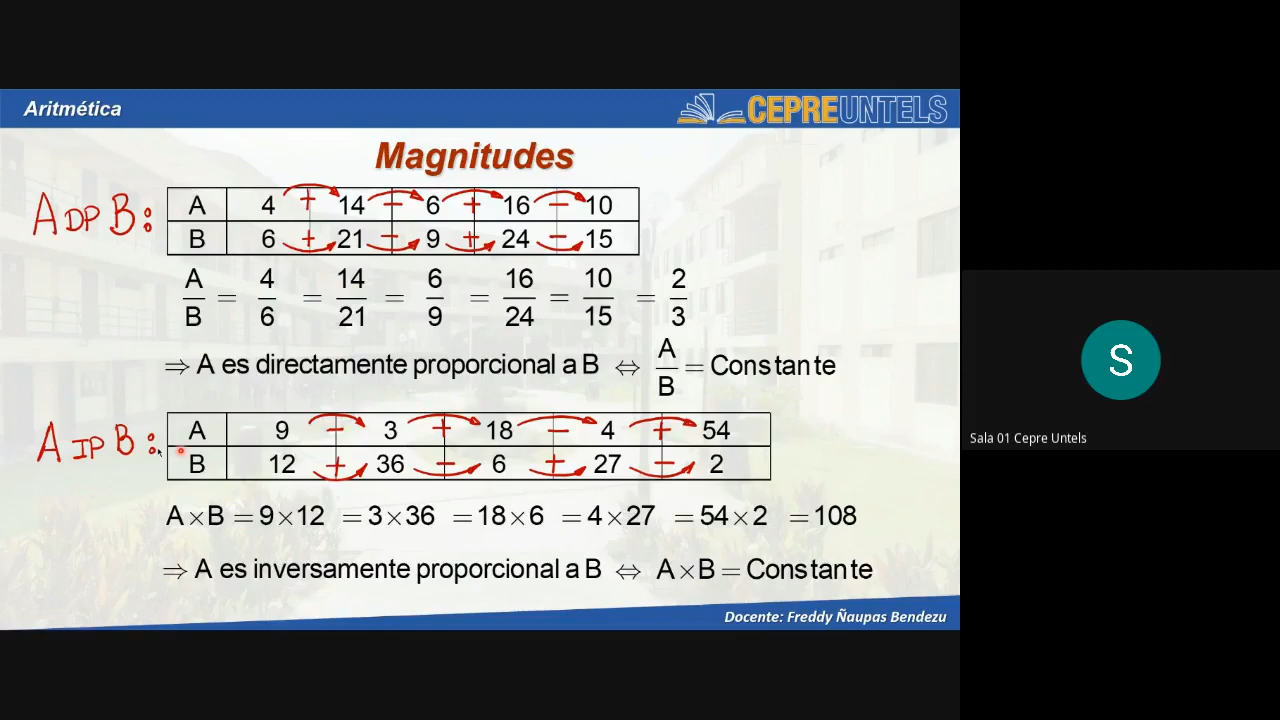 Aritmética
CEPREUNTELS
Magnitudes
A DP B:
A 4 + 14 − 6 + 16 − 10
B 6 + 21 − 9 + 24 − 15
A/B = 4/6 = 14/21 = 6/9 = 16/24 = 10/15 = 2/3
⇒ A es directamente proporcional a B ⇔ A/B = Constante
A IP B:
A 9 − 3 + 18 − 4 + 54
B 12 + 36 − 6 + 27 − 2
A×B = 9×12 = 3×36 = 18×6 = 4×27 = 54×2 = 108
⇒ A es inversamente proporcional a B ⇔ A×B = Constante
Docente: Freddy Ñaupas Bendezu
S
Sala 01 Cepre Untels